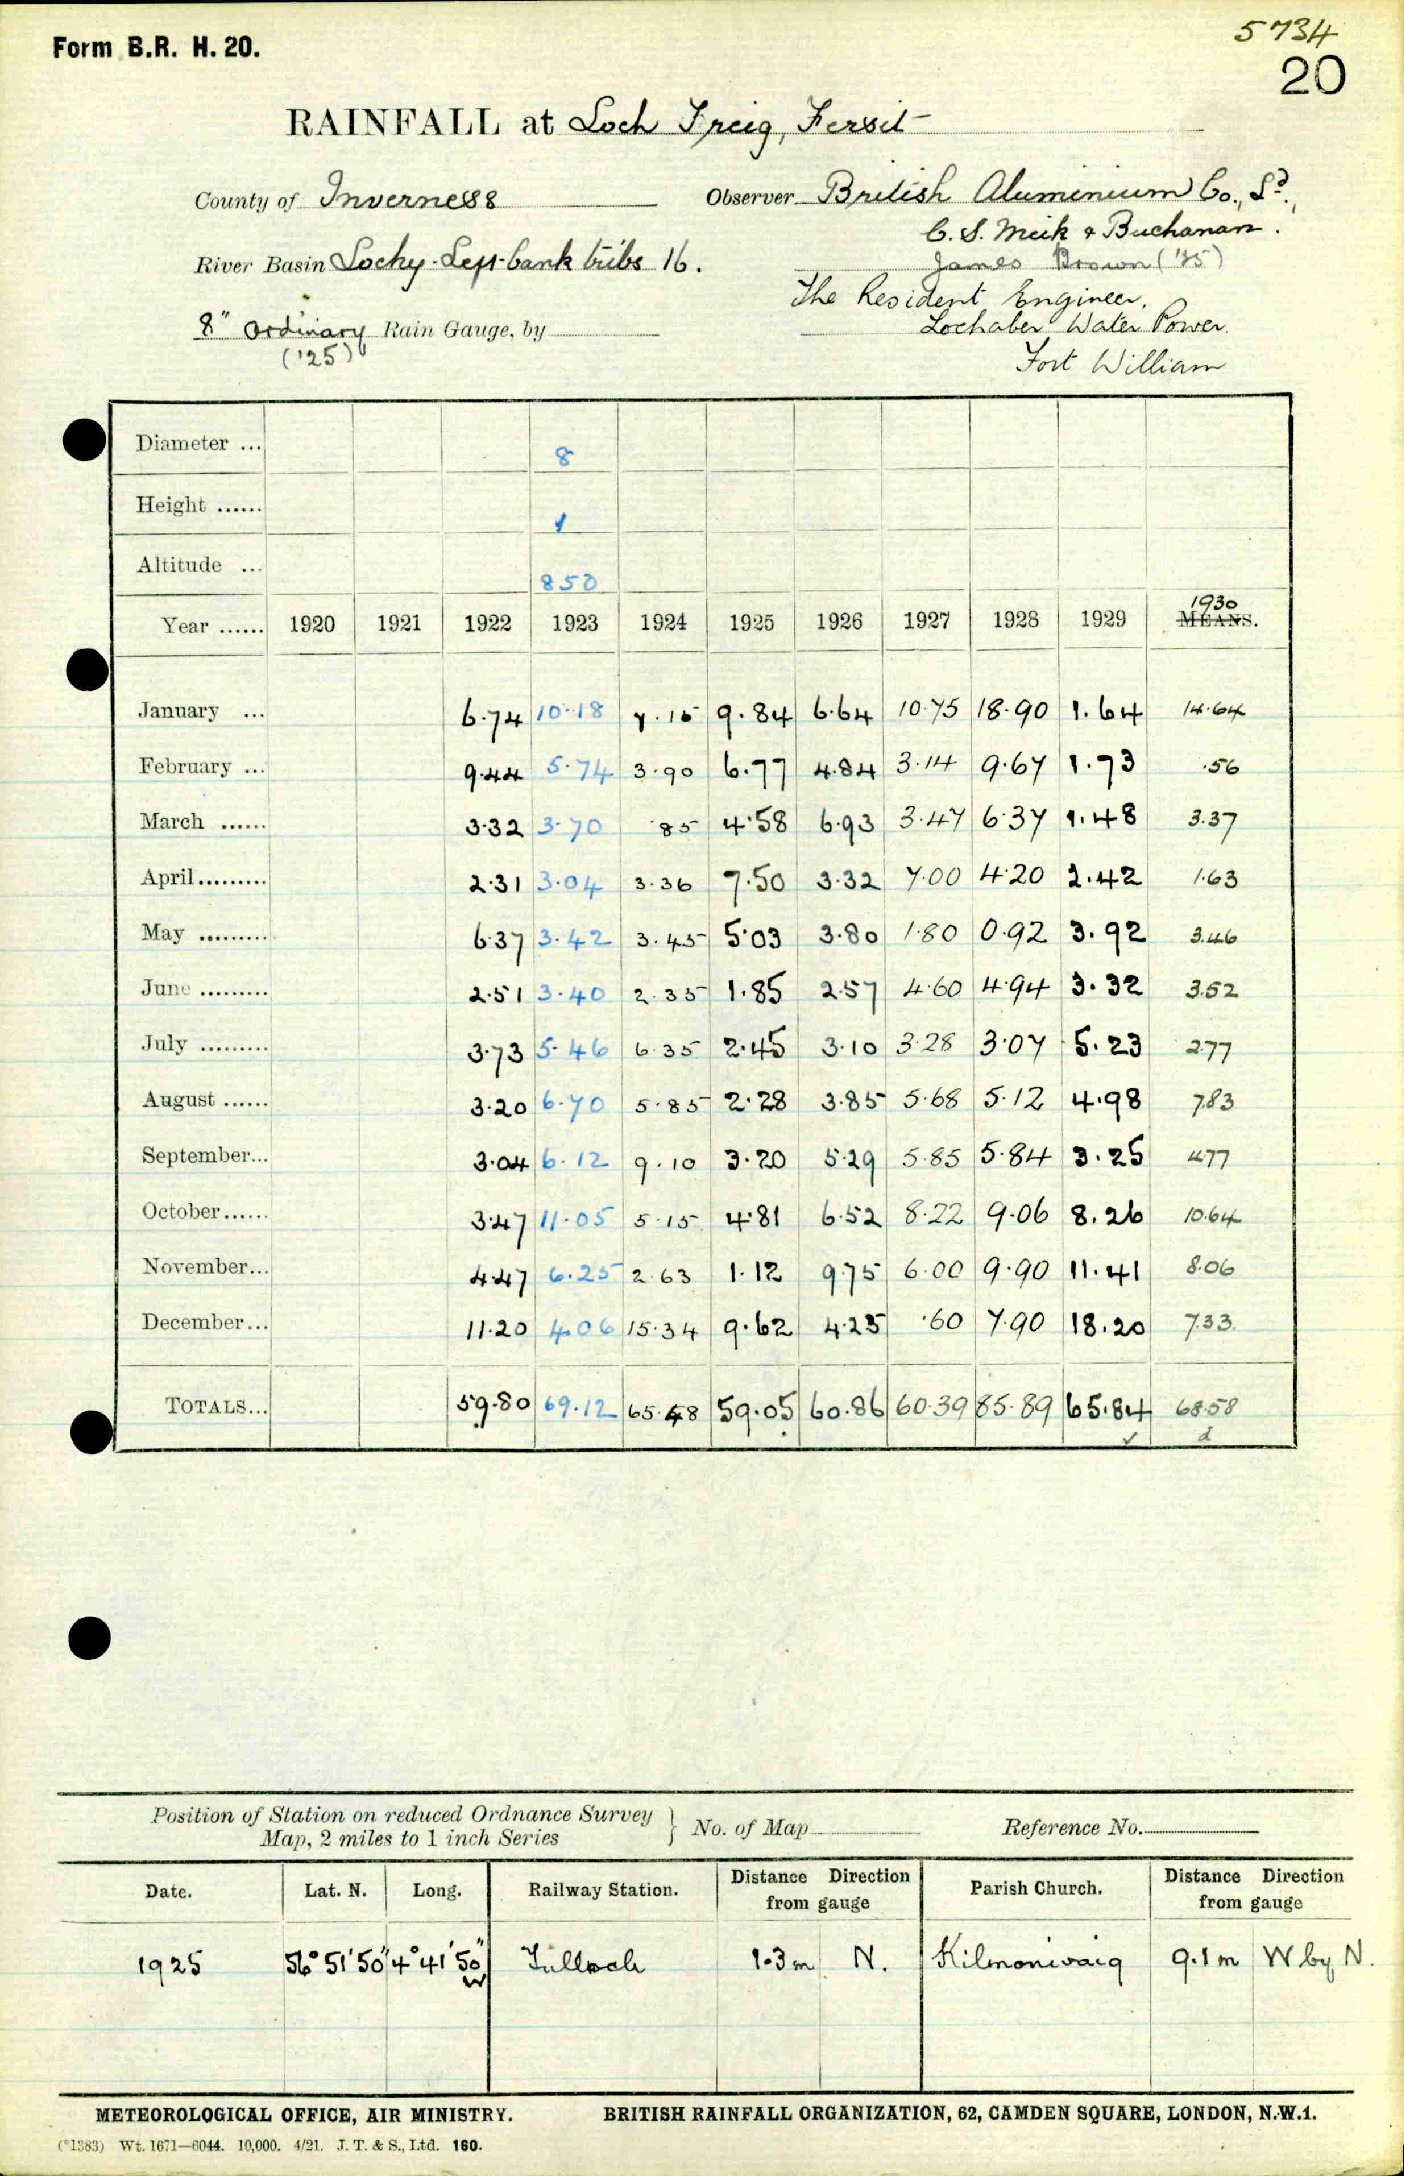 Form B.R. H. 20.
5734
20
RAINFALL at Loch Treig, Fersit
County of Inverness
Observer British Aluminium Co., Ld.,
C. S. Meik & Buchanan.
River Basin Lochy-Left-bank tribs 16.
James Brown ('25)
The Resident Engineer,
8" ordinary Rain Gauge, by
Lochaber Water Power.
('25)
Fort William
Diameter ... 8
Height ...... 1
Altitude ... 850
Year ...... 1920 1921 1922 1923 1924 1925 1926 1927 1928 1929 1930 MEANS.
January ... 6.74 10.18 7.15 9.84 6.64 10.75 18.90 1.64 14.64
February ... 9.44 5.74 3.90 6.77 4.84 3.14 9.67 1.73 .56
March ...... 3.32 3.70 .85 4.58 6.93 3.47 6.37 1.48 3.37
April......... 2.31 3.04 3.36 7.50 3.32 7.00 4.20 2.42 1.63
May ......... 6.37 3.42 3.45 5.03 3.80 1.80 0.92 3.92 3.46
June ......... 2.51 3.40 2.35 1.85 2.57 4.60 4.94 3.32 3.52
July ......... 3.73 5.46 6.35 2.45 3.10 3.28 3.07 5.23 2.77
August ...... 3.20 6.70 5.85 2.28 3.85 5.68 5.12 4.98 7.83
September... 3.04 6.12 9.10 3.20 5.29 5.85 5.84 3.25 4.77
October...... 3.47 11.05 5.15 4.81 6.52 8.22 9.06 8.26 10.64
November... 4.47 6.25 2.63 1.12 9.75 6.00 9.90 11.41 8.06
December... 11.20 4.06 15.34 9.62 4.25 .60 7.90 18.20 7.33
TOTALS... 59.80 69.12 65.48 59.05 60.86 60.39 85.89 65.84 68.58
✓ d
Position of Station on reduced Ordnance Survey
Map, 2 miles to 1 inch Series } No. of Map Reference No.
Date. Lat. N. Long. Railway Station. Distance Direction from gauge Parish Church. Distance Direction from gauge
1925 56° 51' 50" 4° 41' 50" W Tulloch 1.3 m N. Kilmonivaig 9.1 m W by N.
METEOROLOGICAL OFFICE, AIR MINISTRY. BRITISH RAINFALL ORGANIZATION, 62, CAMDEN SQUARE, LONDON, N.W.1.
(*1383) Wt. 1671—6044. 10,000. 4/21. J. T. & S., Ltd. 160.